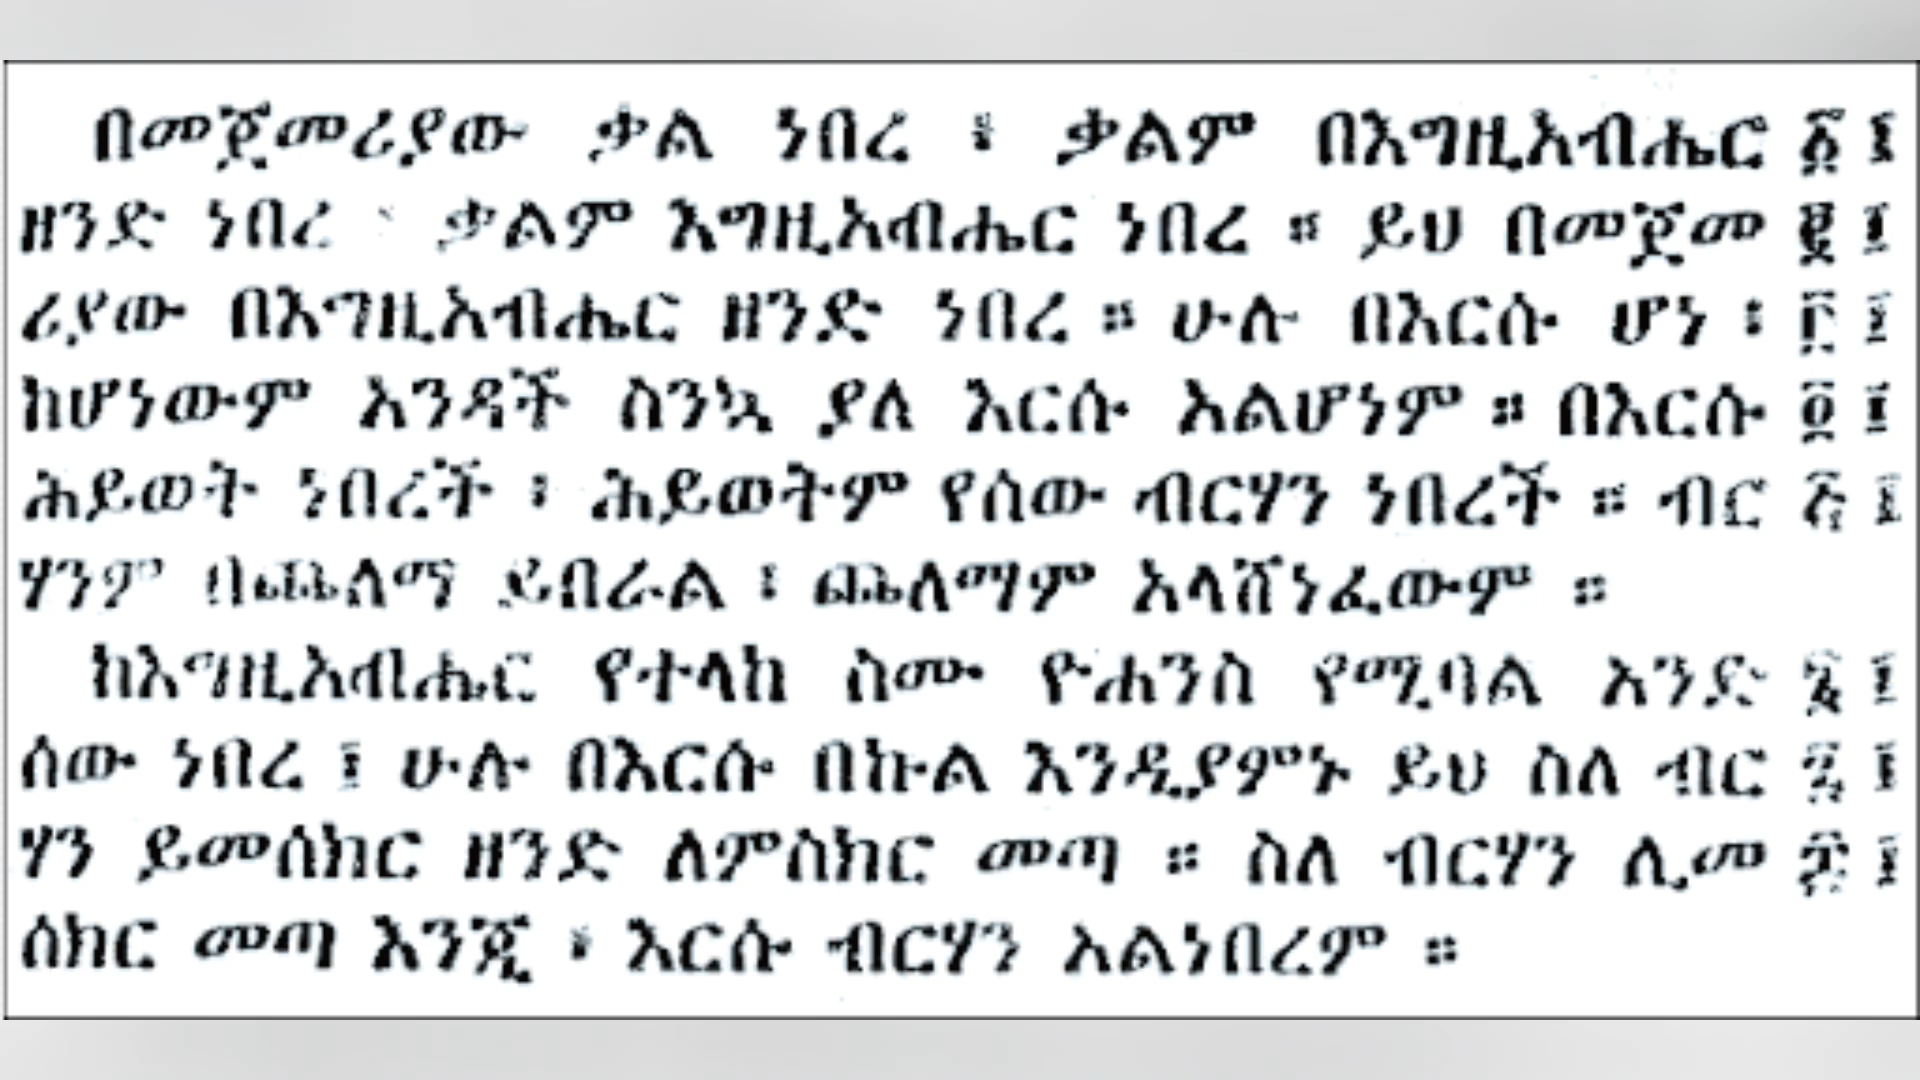 በመጀመሪያው ቃል ነበረ ፥ ቃልም በእግዚአብሔር ፩ ፤
ዘንድ ነበረ ፥ ቃልም እግዚአብሔር ነበረ ። ይህ በመጀመ ፪ ፤
ሪያው በእግዚአብሔር ዘንድ ነበረ ። ሁሉ በእርሱ ሆነ ፥ ፫ ፤
ከሆነውም አንዳች ስንኳ ያለ እርሱ አልሆነም ። በእርሱ ፬ ፤
ሕይወት ነበረች ፥ ሕይወትም የሰው ብርሃን ነበረች ። ብር ፭ ፤
ሃንም በጨለማ ይበራል ፥ ጨለማም አላሸነፈውም ።
ከእግዚአብሔር የተላከ ስሙ ዮሐንስ የሚባል አንድ ፮ ፤
ሰው ነበረ ፤ ሁሉ በእርሱ በኩል እንዲያምኑ ይህ ስለ ብር ፯ ፤
ሃን ይመሰክር ዘንድ ለምስክር መጣ ። ስለ ብርሃን ሊመ ፰ ፤
ሰክር መጣ እንጂ ፥ እርሱ ብርሃን አልነበረም ።